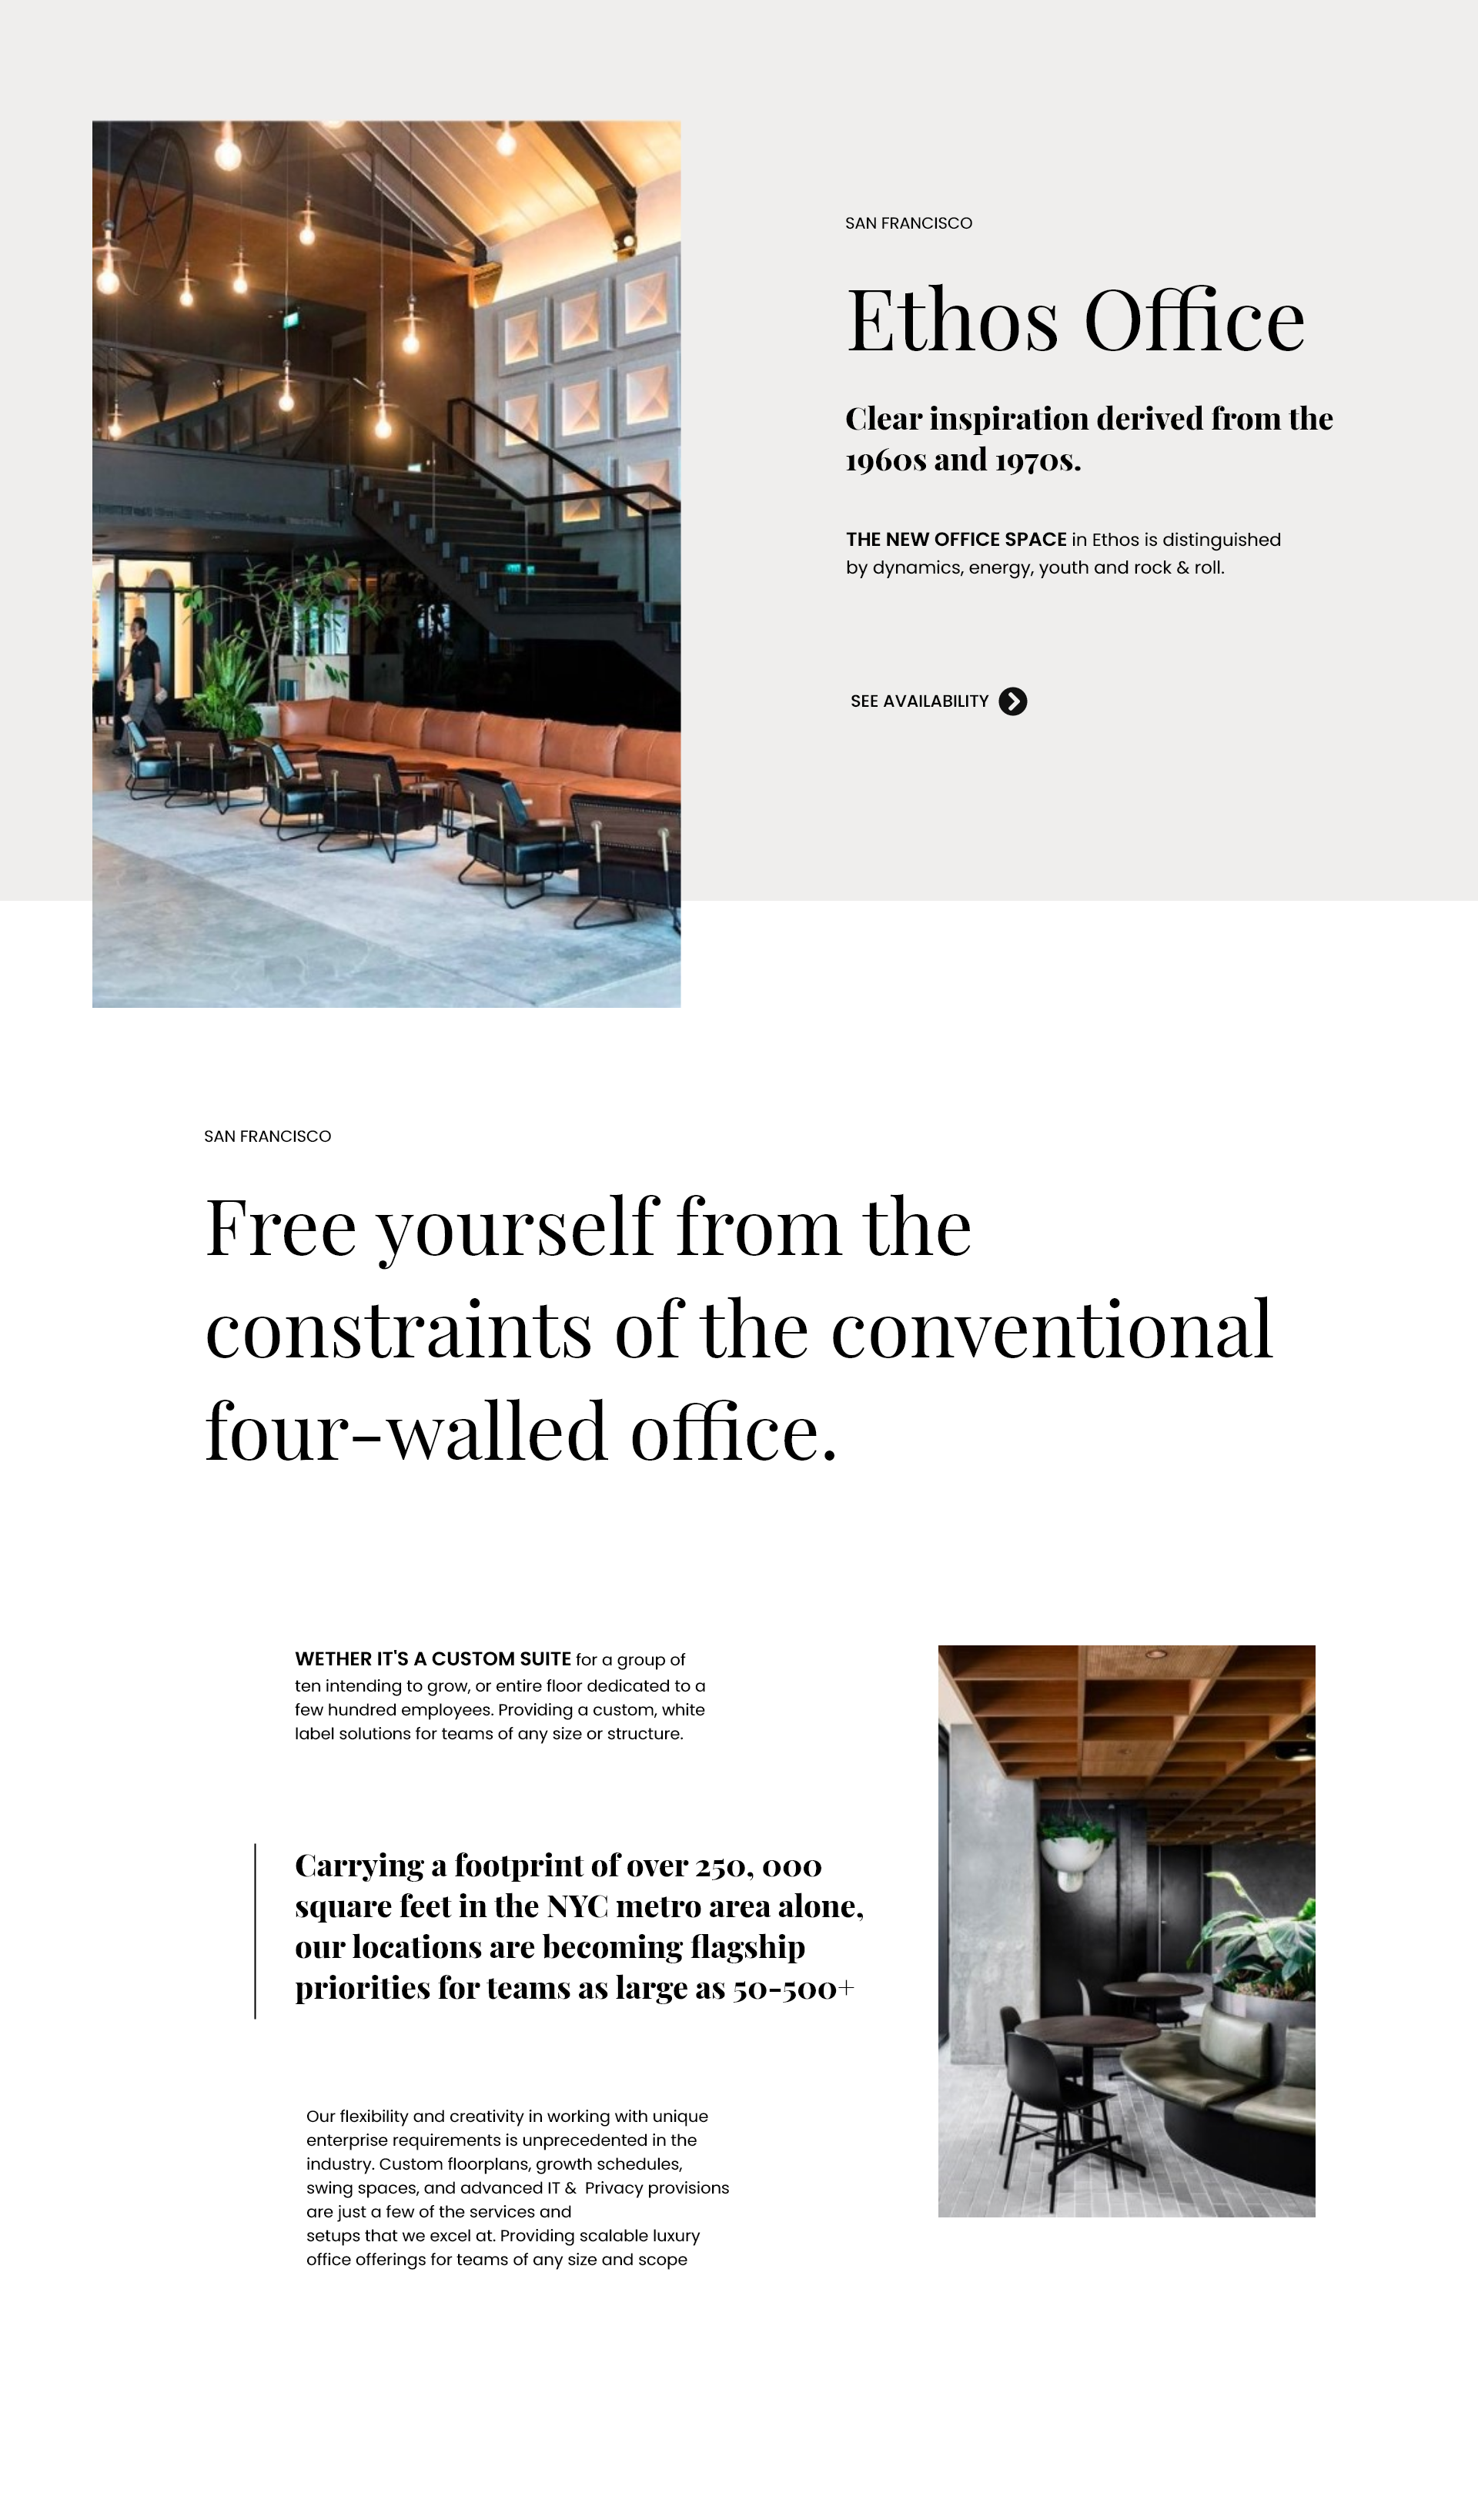 SAN FRANCISCO
Ethos Office
Clear inspiration derived from the
1960s and 1970s.
THE NEW OFFICE SPACE in Ethos is distinguished
by dynamics, energy, youth and rock & roll.
SEE AVAILABILITY
SAN FRANCISCO
Free yourself from the
constraints of the conventional
four-walled office.
WETHER IT'S A CUSTOM SUITE for a group of
ten intending to grow, or entire floor dedicated to a
few hundred employees. Providing a custom, white
label solutions for teams of any size or structure.
Carrying a footprint of over 250, 000
square feet in the NYC metro area alone,
our locations are becoming flagship
priorities for teams as large as 50-500+
Our flexibility and creativity in working with unique
enterprise requirements is unprecedented in the
industry. Custom floorplans, growth schedules,
swing spaces, and advanced IT &  Privacy provisions
are just a few of the services and
setups that we excel at. Providing scalable luxury
office offerings for teams of any size and scope